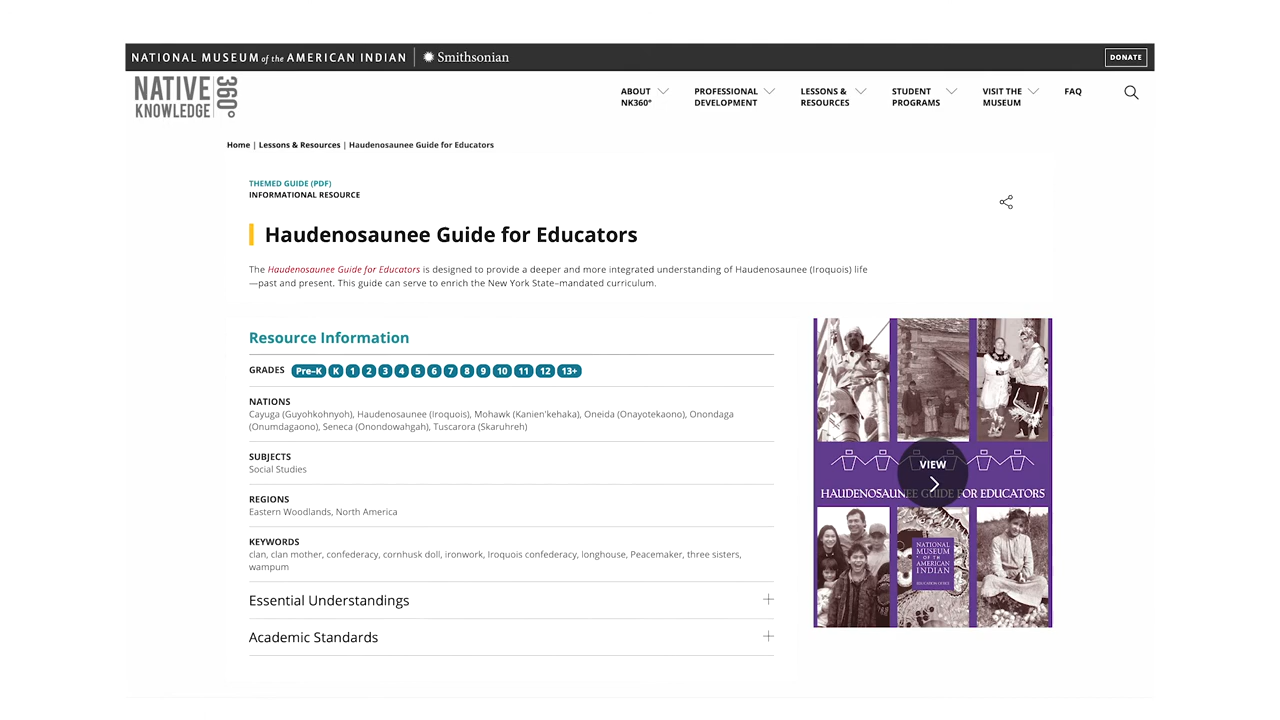 NATIONAL MUSEUM of the AMERICAN INDIAN Smithsonian DONATE
NATIVE KNOWLEDGE 360°
ABOUT NK360°
PROFESSIONAL DEVELOPMENT
LESSONS & RESOURCES
STUDENT PROGRAMS
VISIT THE MUSEUM
FAQ
Home | Lessons & Resources | Haudenosaunee Guide for Educators
THEMED GUIDE (PDF)
INFORMATIONAL RESOURCE
Haudenosaunee Guide for Educators
The Haudenosaunee Guide for Educators is designed to provide a deeper and more integrated understanding of Haudenosaunee (Iroquois) life
—past and present. This guide can serve to enrich the New York State–mandated curriculum.
Resource Information
GRADES Pre–K K 1 2 3 4 5 6 7 8 9 10 11 12 13+
NATIONS
Cayuga (Guyohkohnyoh), Haudenosaunee (Iroquois), Mohawk (Kanien'kehaka), Oneida (Onayotekaono), Onondaga
(Onumdagaono), Seneca (Onondowahgah), Tuscarora (Skaruhreh)
SUBJECTS
Social Studies
REGIONS
Eastern Woodlands, North America
KEYWORDS
clan, clan mother, confederacy, cornhusk doll, ironwork, Iroquois confederacy, longhouse, Peacemaker, three sisters,
wampum
Essential Understandings
Academic Standards
VIEW
HAUDENOSAUNEE GUIDE FOR EDUCATORS
NATIONAL
MUSEUM
OF THE
AMERICAN
INDIAN
EDUCATION OFFICE